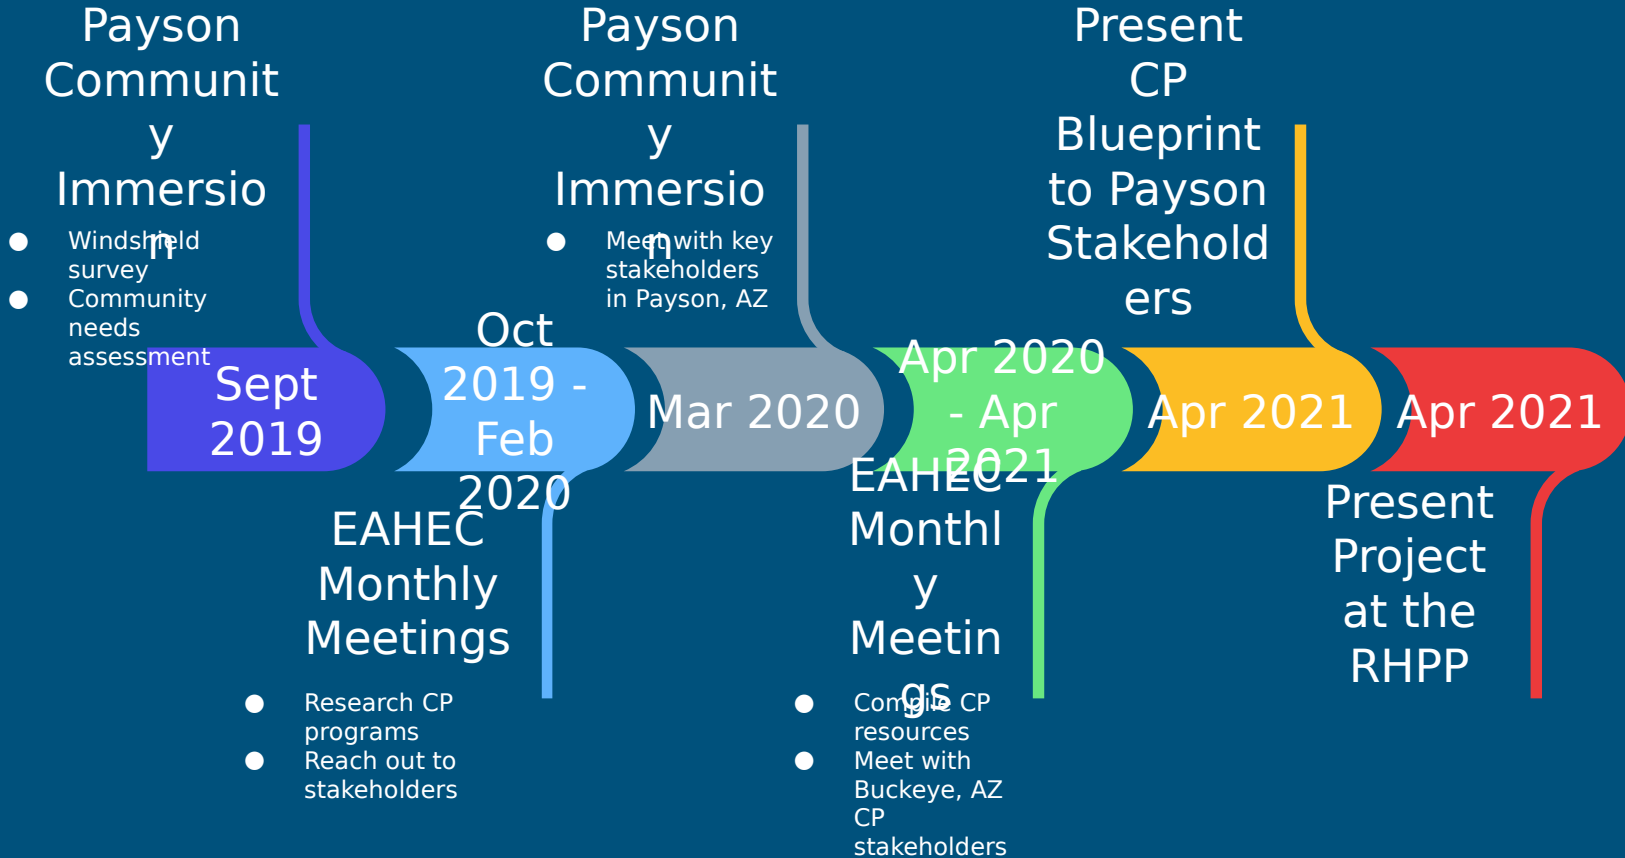 Payson
Communit
y
Immersio
n
● Windshield
survey
● Community
needs
assessment
Sept
2019
Oct
2019 -
Feb
2020
EAHEC
Monthly
Meetings
● Research CP
programs
● Reach out to
stakeholders
Payson
Communit
y
Immersio
n
● Meet with key
stakeholders
in Payson, AZ
Mar 2020
Apr 2020
- Apr
2021
EAHEC
Monthl
y
Meetin
gs
● Compile CP
resources
● Meet with
Buckeye, AZ
CP
stakeholders
Present
CP
Blueprint
to Payson
Stakehold
ers
Apr 2021
Apr 2021
Present
Project
at the
RHPP